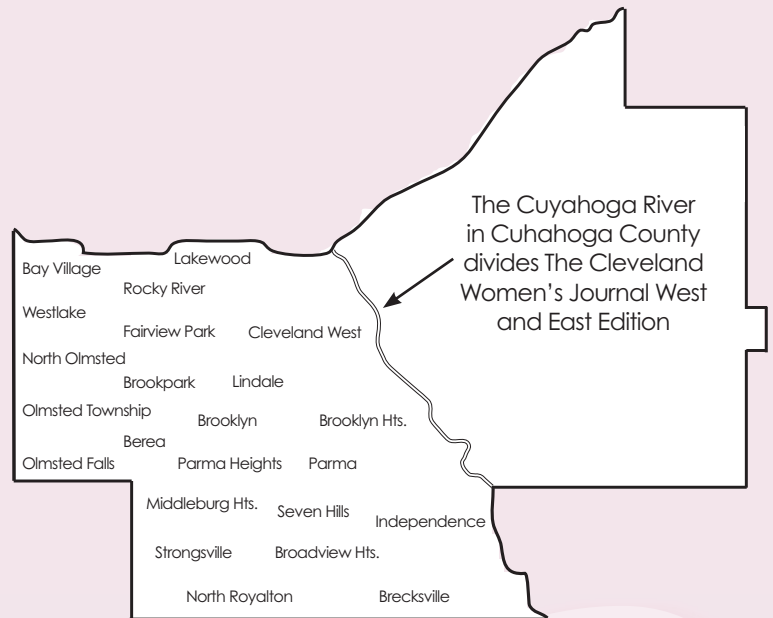 The Cuyahoga River
in Cuhahoga County
divides The Cleveland
Women's Journal West
and East Edition
Lakewood
Bay Village
Rocky River
Westlake
Fairview Park
Cleveland West
North Olmsted
Brookpark
Lindale
Olmsted Township
Brooklyn
Brooklyn Hts.
Berea
Olmsted Falls
Parma Heights
Parma
Middleburg Hts.
Seven Hills
Independence
Strongsville
Broadview Hts.
North Royalton
Brecksville